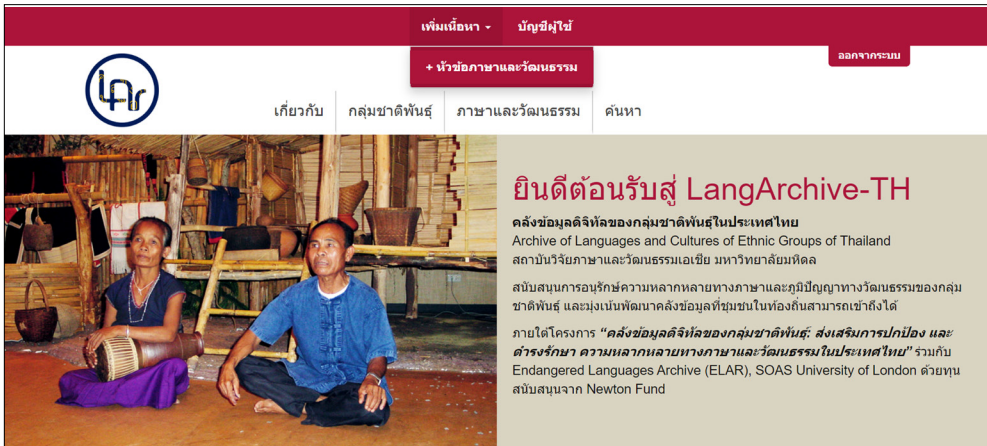 เพิ่มเนื้อหา
บัญชีผู้ใช้
+ หัวข้อภาษาและวัฒนธรรม
ออกจากระบบ
LAr
เกี่ยวกับ
กลุ่มชาติพันธุ์
ภาษาและวัฒนธรรม
ค้นหา
ยินดีต้อนรับสู่ LangArchive-TH
คลังข้อมูลดิจิทัลของกลุ่มชาติพันธุ์ในประเทศไทย
Archive of Languages and Cultures of Ethnic Groups of Thailand
สถาบันวิจัยภาษาและวัฒนธรรมเอเชีย มหาวิทยาลัยมหิดล
สนับสนุนการอนุรักษ์ความหลากหลายทางภาษาและภูมิปัญญาทางวัฒนธรรมของกลุ่ม
ชาติพันธุ์ และมุ่งเน้นพัฒนาคลังข้อมูลที่ชุมชนในท้องถิ่นสามารถเข้าถึงได้
ภายใต้โครงการ "คลังข้อมูลดิจิทัลของกลุ่มชาติพันธุ์: ส่งเสริมการปกป้อง และ
ดำรงรักษา ความหลากหลายทางภาษาและวัฒนธรรมในประเทศไทย" ร่วมกับ
Endangered Languages Archive (ELAR), SOAS University of London ด้วยทุน
สนับสนุนจาก Newton Fund